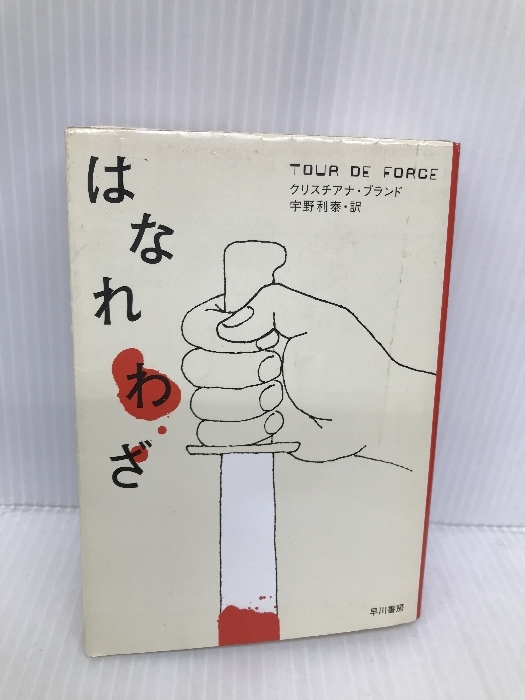 はなれわざ
TOUR DE FORCE
クリスチアナ・ブランド
宇野利泰・訳
早川書房